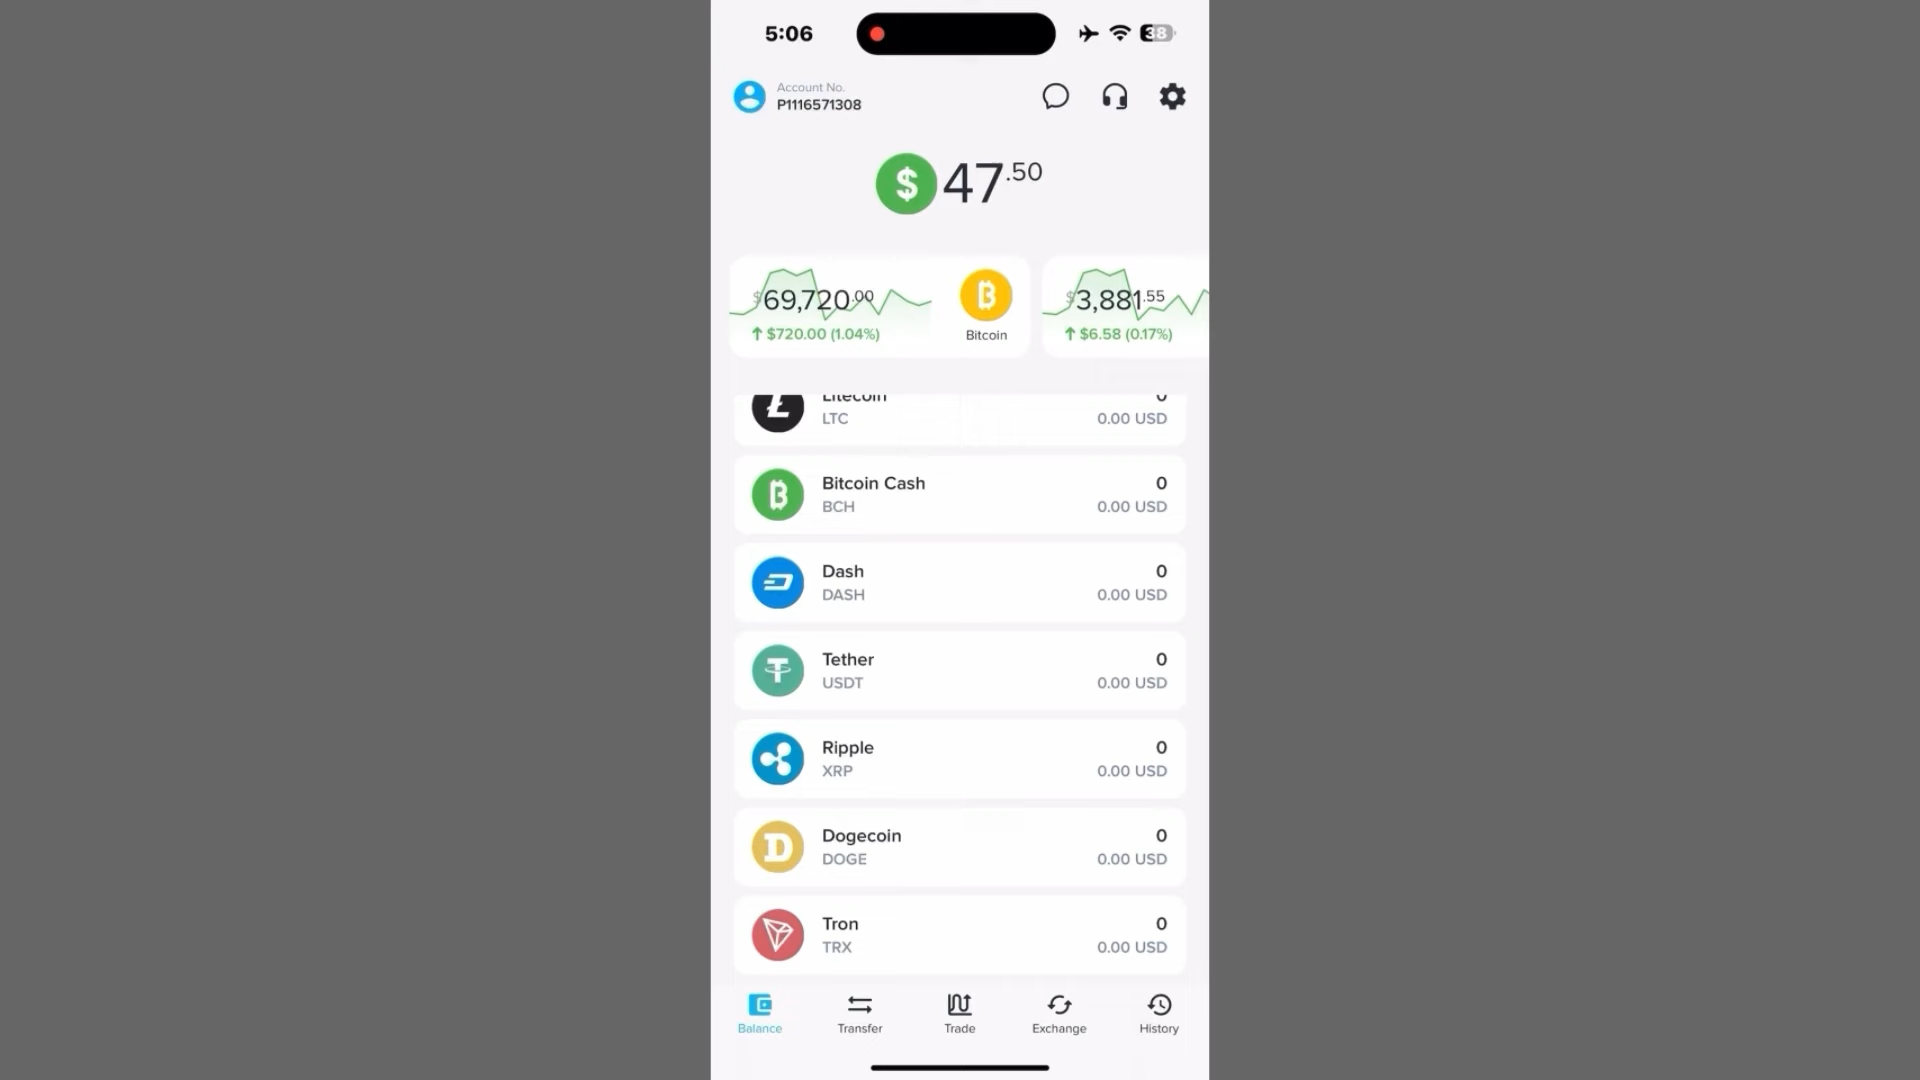 5:06
38
Account No.
P1116571308
$ 47.50
$69,720.00
$720.00 (1.04%)
Bitcoin
$3,881.55
$6.58 (0.17%)
Litecoin 0
LTC 0.00 USD
Bitcoin Cash 0
BCH 0.00 USD
Dash 0
DASH 0.00 USD
Tether 0
USDT 0.00 USD
Ripple 0
XRP 0.00 USD
Dogecoin 0
DOGE 0.00 USD
Tron 0
TRX 0.00 USD
Balance Transfer Trade Exchange History